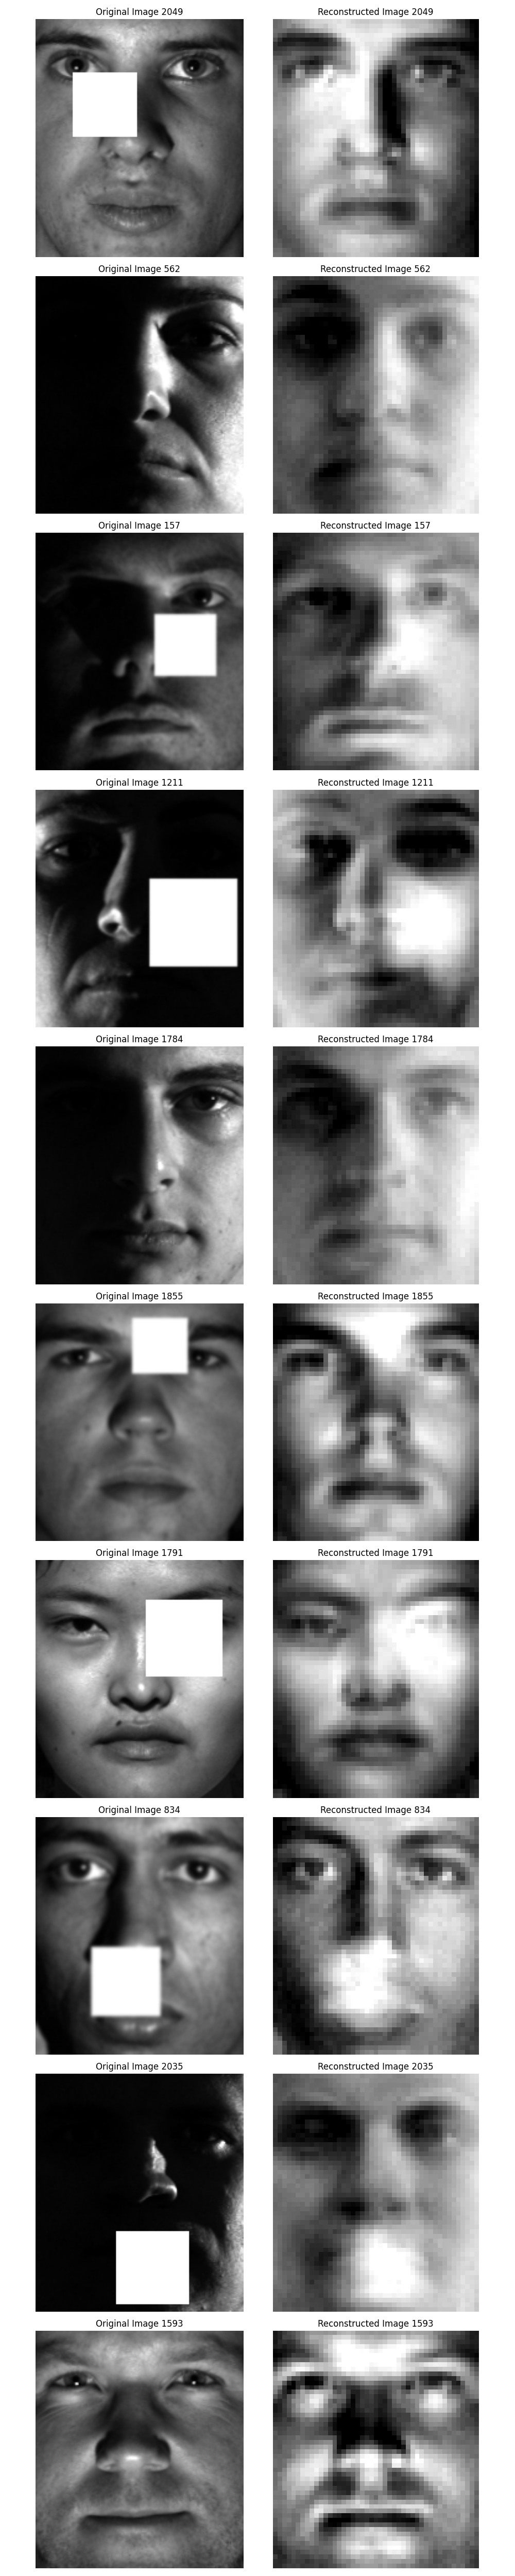 Original Image 2049
Reconstructed Image 2049
Original Image 562
Reconstructed Image 562
Original Image 157
Reconstructed Image 157
Original Image 1211
Reconstructed Image 1211
Original Image 1784
Reconstructed Image 1784
Original Image 1855
Reconstructed Image 1855
Original Image 1791
Reconstructed Image 1791
Original Image 834
Reconstructed Image 834
Original Image 2035
Reconstructed Image 2035
Original Image 1593
Reconstructed Image 1593